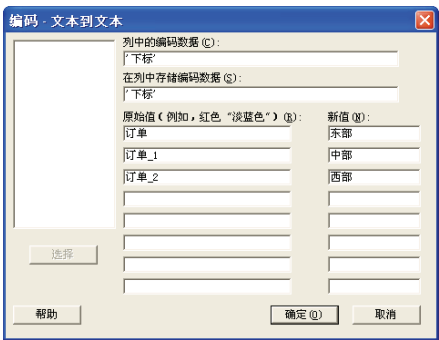 编码 - 文本到文本
列中的编码数据(C):
'下标'
在列中存储编码数据(S):
'下标'
原始值(例如，红色 "淡蓝色")(R): 新值(N):
订单 东部
订单_1 中部
订单_2 西部
选择
帮助 确定(O) 取消